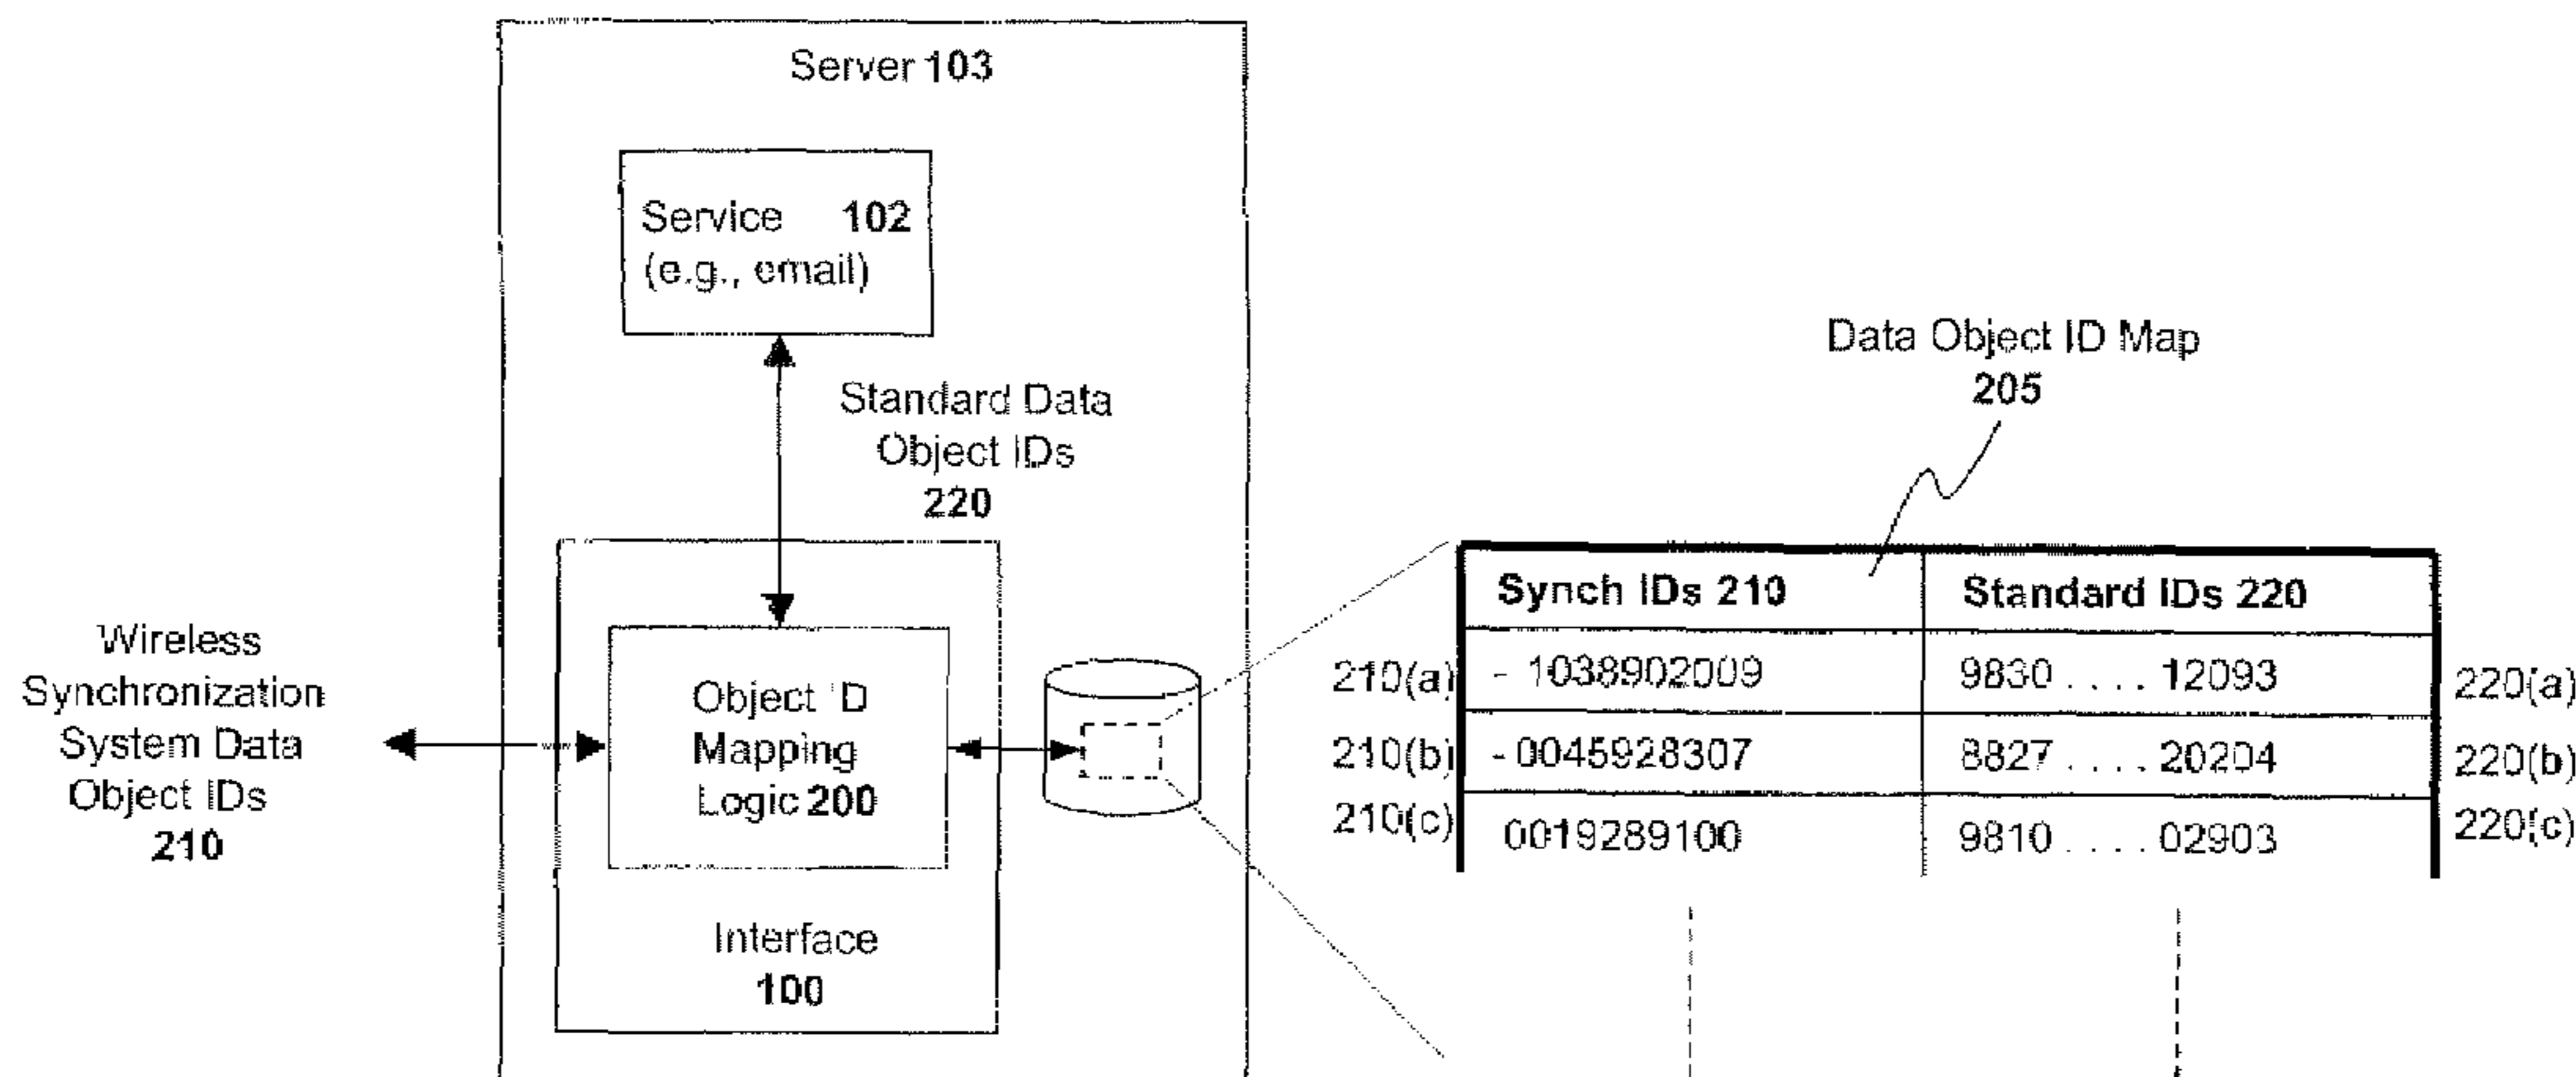 Server 103
Service 102
(e.g., email)
Standard Data
Object IDs
220
Wireless
Synchronization
System Data
Object IDs
210
Object ID
Mapping
Logic 200
Interface
100
Data Object ID Map
205
Synch IDs 210 Standard IDs 220
210(a) - 1038902009 9830 .... 12093 220(a)
210(b) - 0045928307 8827 .... 20204 220(b)
210(c) 0019289100 9810 .... 02903 220(c)